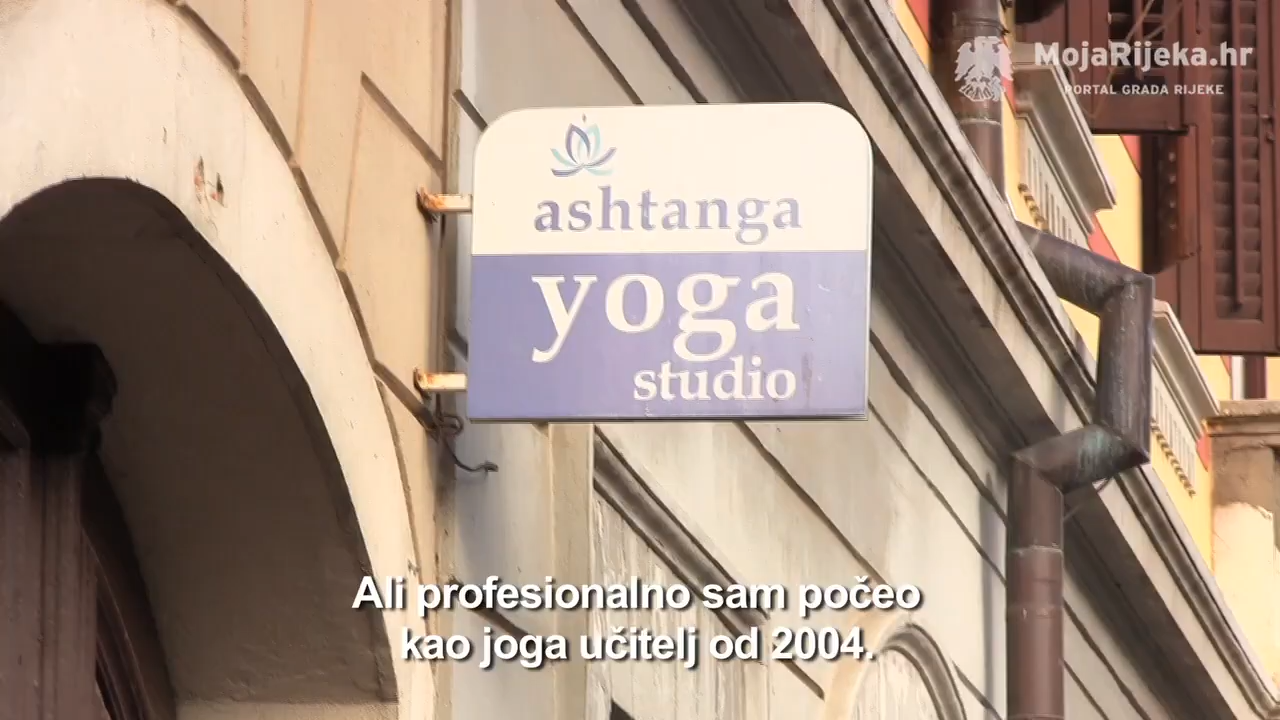 MojaRijeka.hr
PORTAL GRADA RIJEKE
ashtanga
yoga
studio
Ali profesionalno sam počeo
kao joga učitelj od 2004.